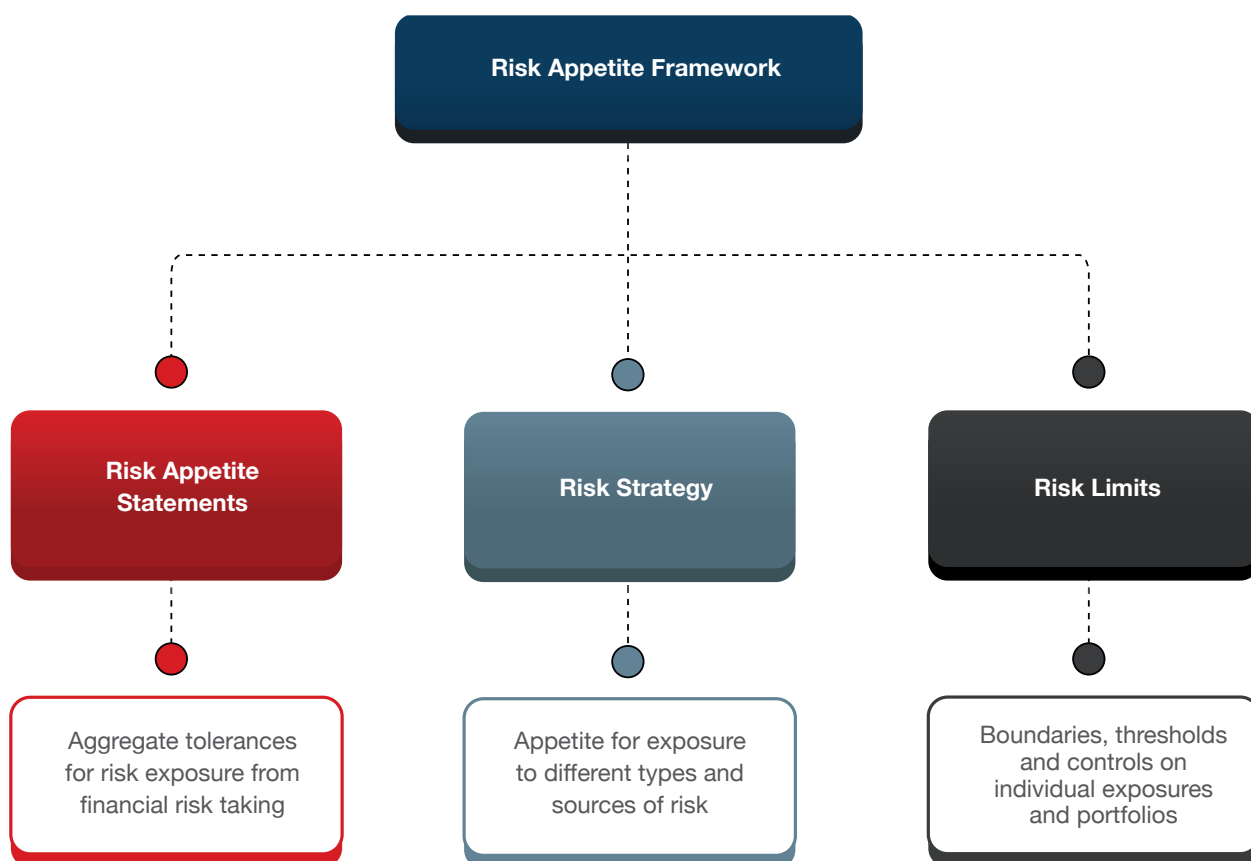 Risk Appetite Framework
Risk Appetite
Statements
Risk Strategy
Risk Limits
Aggregate tolerances
for risk exposure from
financial risk taking
Appetite for exposure
to different types and
sources of risk
Boundaries, thresholds
and controls on
individual exposures
and portfolios